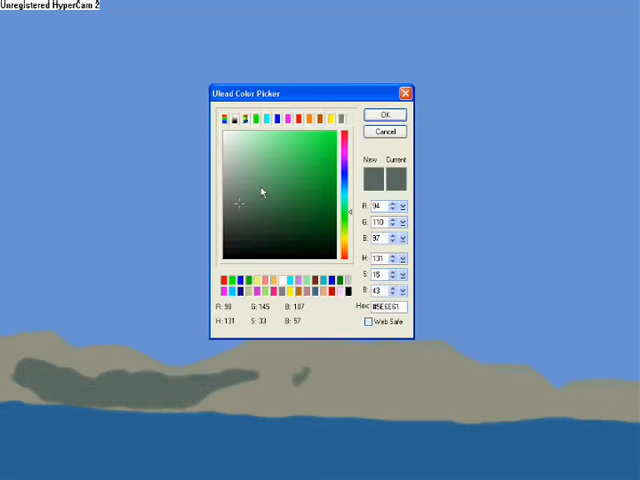 Unregistered HyperCam 2
Ulead Color Picker
OK
Cancel
New Current
R: 94
G: 110
B: 97
H: 131
S: 15
B: 43
Hex: #5E6E61
Web Safe
R: 98 G: 145 B: 107
H: 131 S: 33 B: 57